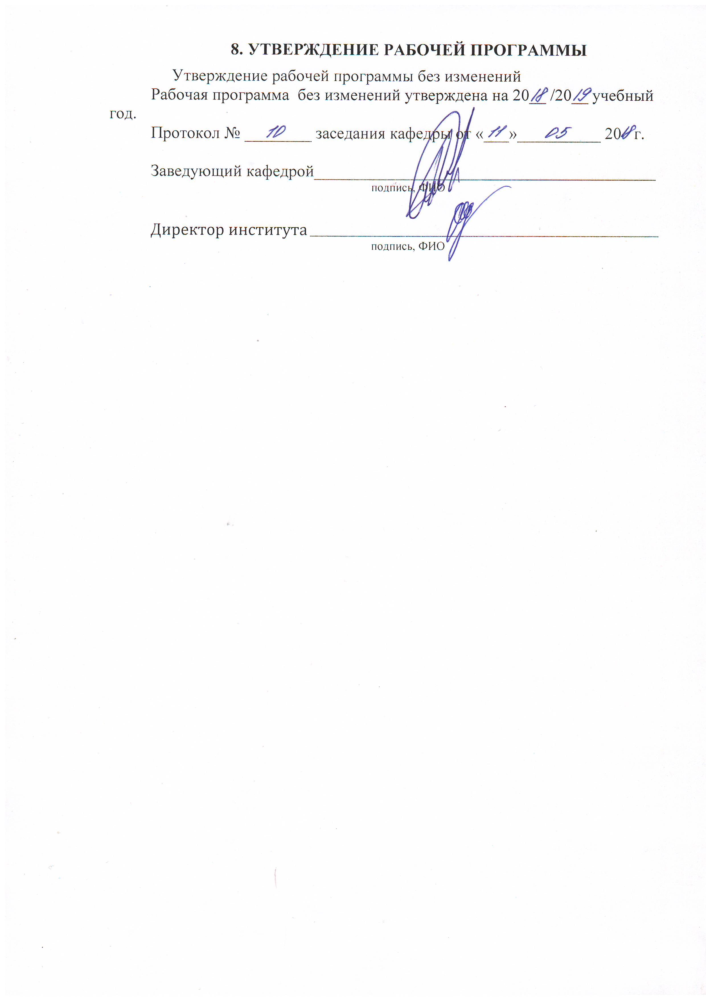 8. УТВЕРЖДЕНИЕ РАБОЧЕЙ ПРОГРАММЫ
Утверждение рабочей программы без изменений
Рабочая программа без изменений утверждена на 2018 /2019 учебный
год.
Протокол № 10 заседания кафедры от «11» 05 2018 г.
Заведующий кафедрой
подпись, ФИО
Директор института
подпись, ФИО